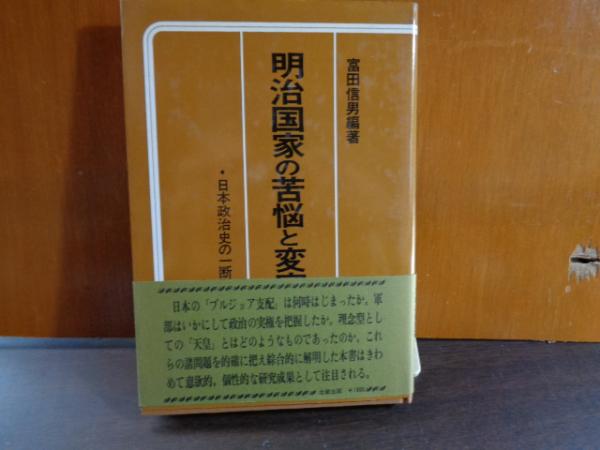 富田信男編著
明治国家の苦悩と変
・日本政治史の一断
日本の「ブルジョア支配」は何時はじまったか。軍
部はいかにして政治の実権を把握したか。理念型とし
ての「天皇」とはどのようなものであったのか。これ
らの諸問題を的確に把え綜合的に解明した本書はきわ
めて意欲的，個性的な研究成果として注目される。